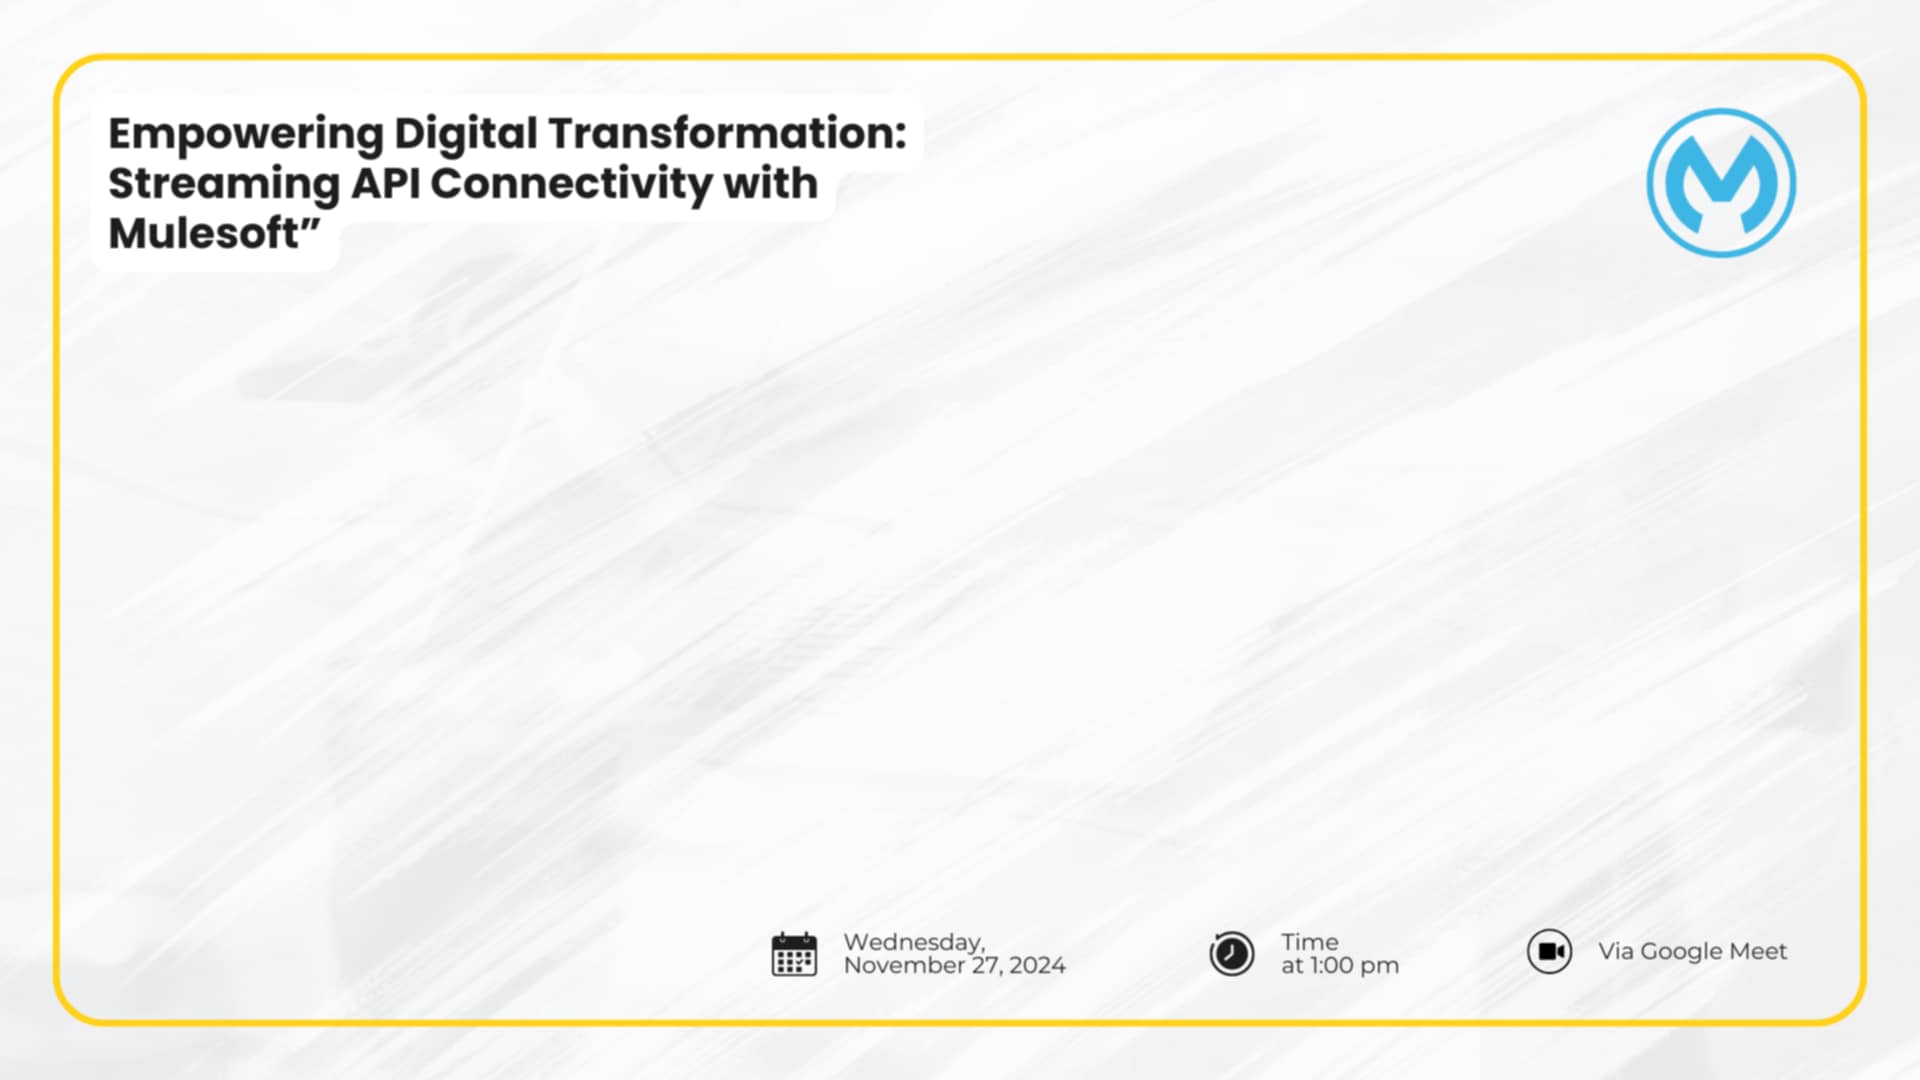 Empowering Digital Transformation:
Streaming API Connectivity with
Mulesoft”
Wednesday,
November 27, 2024
Time
at 1:00 pm
Via Google Meet